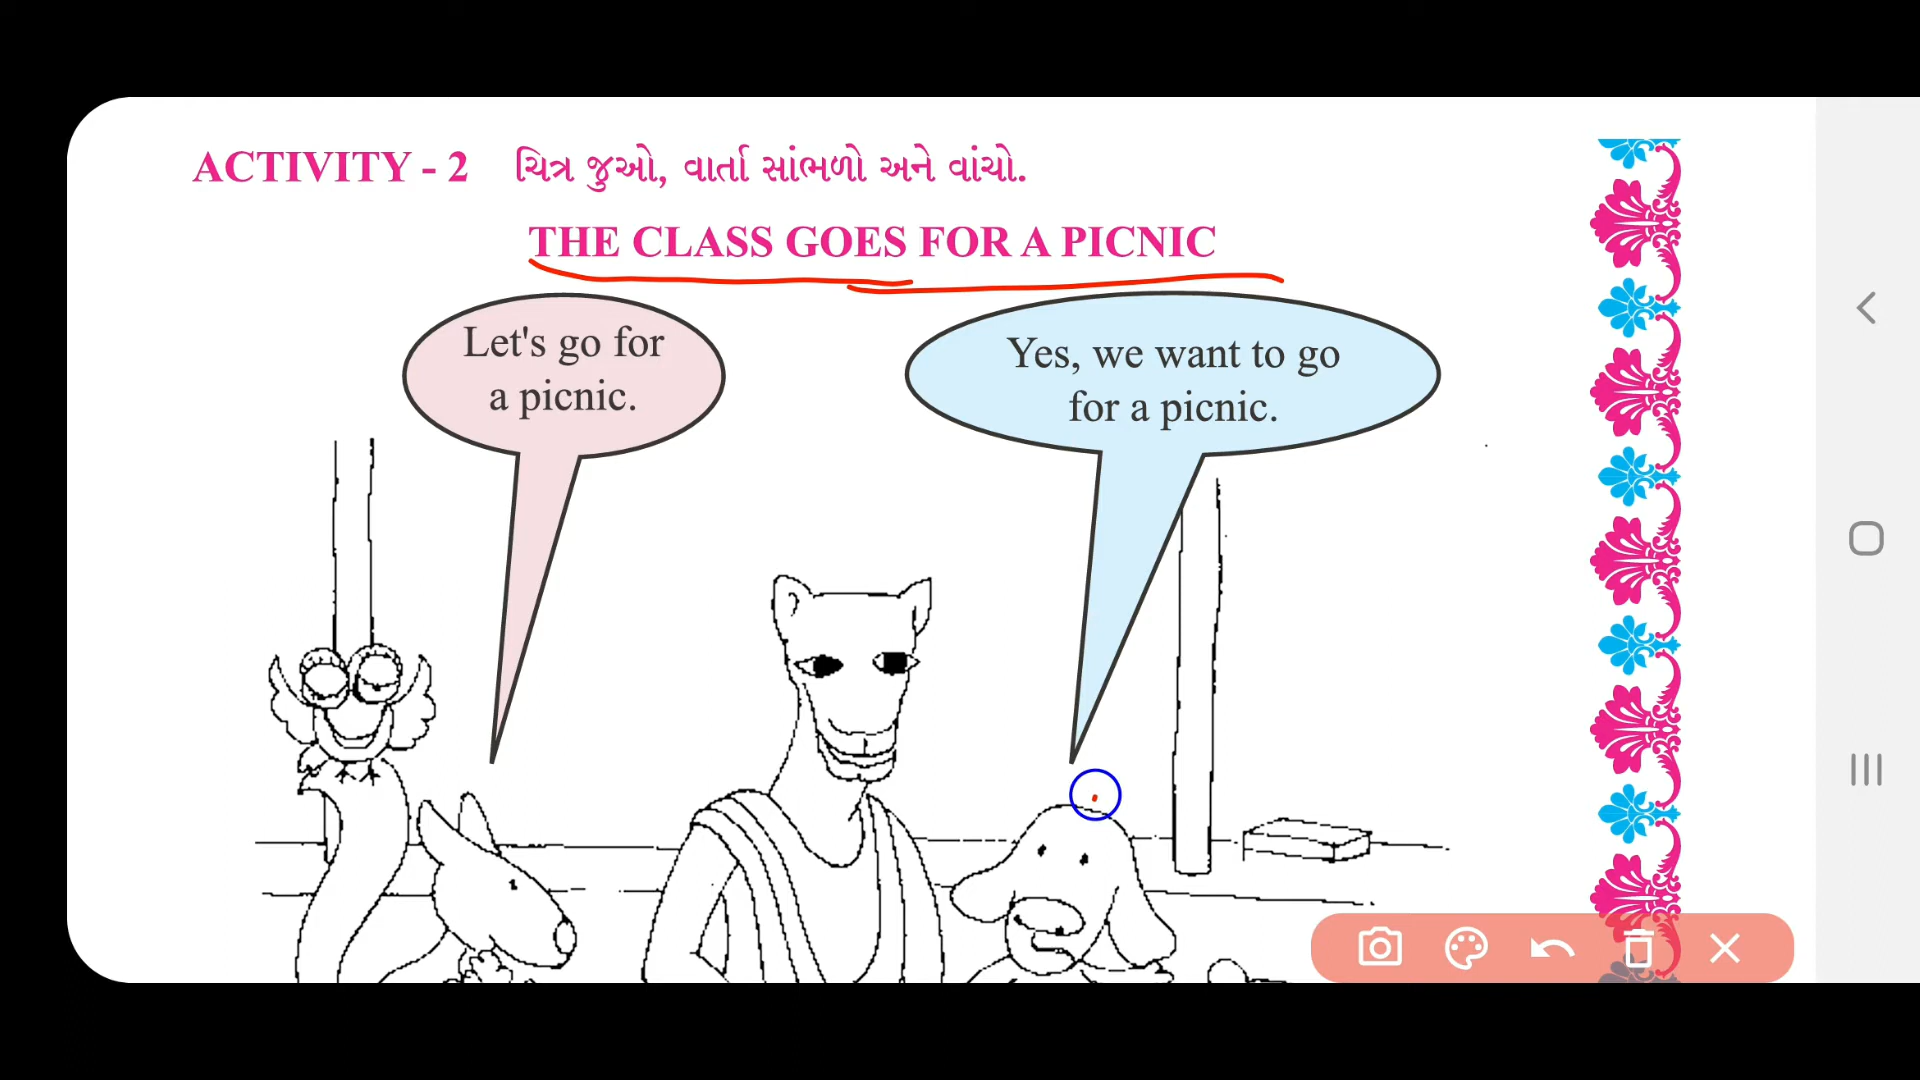 ACTIVITY - 2 ચિત્ર જુઓ, વાર્તા સાંભળો અને વાંચો.
THE CLASS GOES FOR A PICNIC
Let's go for
a picnic.
Yes, we want to go
for a picnic.